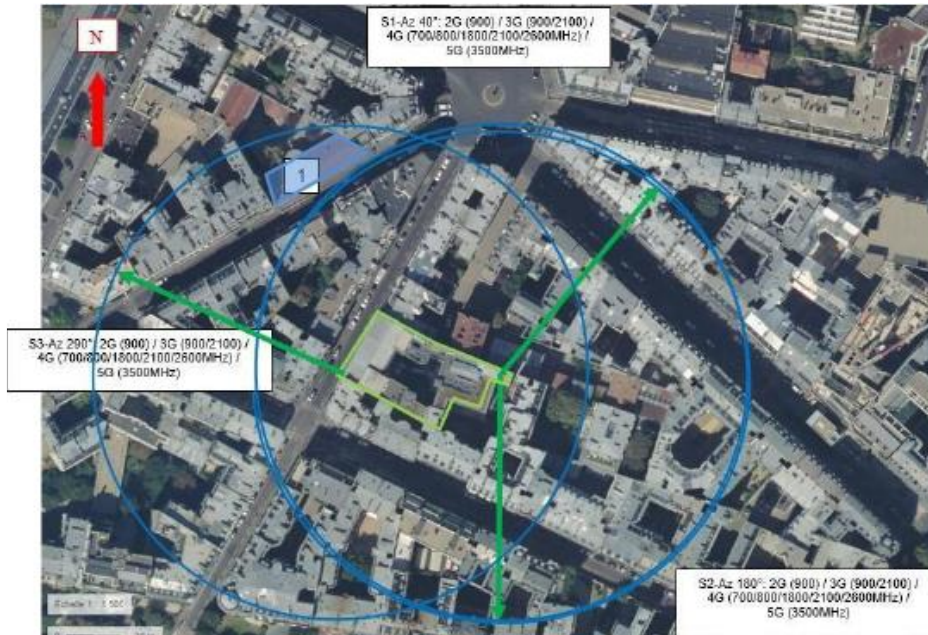 S1-Az 40°: 2G (900) / 3G (900/2100) /
4G (700/800/1800/2100/2600MHz) /
5G (3500MHz)
N
1
S3-Az 290°: 2G (900) / 3G (900/2100) /
4G (700/800/1800/2100/2600MHz) /
5G (3500MHz)
S2-Az 180°: 2G (900) / 3G (900/2100) /
4G (700/800/1800/2100/2600MHz) /
5G (3500MHz)
Echelle 1